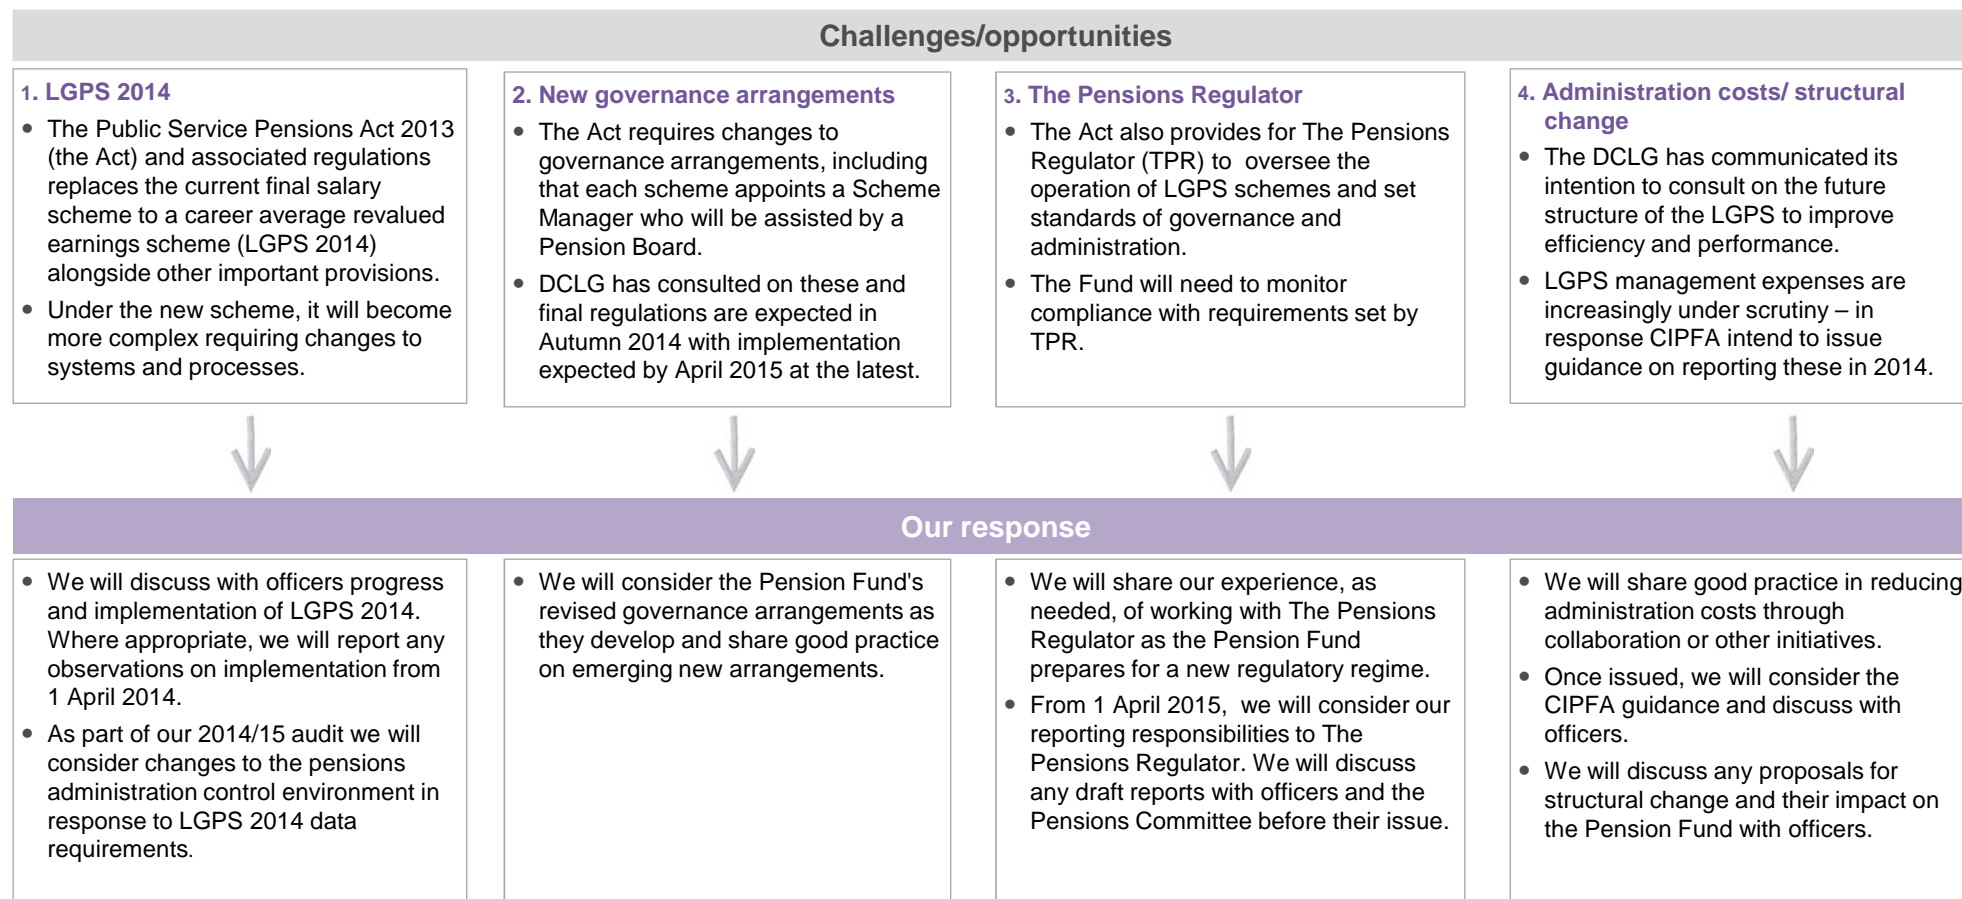 Challenges/opportunities
1. LGPS 2014
• The Public Service Pensions Act 2013
(the Act) and associated regulations
replaces the current final salary
scheme to a career average revalued
earnings scheme (LGPS 2014)
alongside other important provisions.
• Under the new scheme, it will become
more complex requiring changes to
systems and processes.
2. New governance arrangements
• The Act requires changes to
governance arrangements, including
that each scheme appoints a Scheme
Manager who will be assisted by a
Pension Board.
• DCLG has consulted on these and
final regulations are expected in
Autumn 2014 with implementation
expected by April 2015 at the latest.
3. The Pensions Regulator
• The Act also provides for The Pensions
Regulator (TPR) to oversee the
operation of LGPS schemes and set
standards of governance and
administration.
• The Fund will need to monitor
compliance with requirements set by
TPR.
4. Administration costs/ structural
change
• The DCLG has communicated its
intention to consult on the future
structure of the LGPS to improve
efficiency and performance.
• LGPS management expenses are
increasingly under scrutiny – in
response CIPFA intend to issue
guidance on reporting these in 2014.
Our response
• We will discuss with officers progress
and implementation of LGPS 2014.
Where appropriate, we will report any
observations on implementation from
1 April 2014.
• As part of our 2014/15 audit we will
consider changes to the pensions
administration control environment in
response to LGPS 2014 data
requirements.
• We will consider the Pension Fund's
revised governance arrangements as
they develop and share good practice
on emerging new arrangements.
• We will share our experience, as
needed, of working with The Pensions
Regulator as the Pension Fund
prepares for a new regulatory regime.
• From 1 April 2015, we will consider our
reporting responsibilities to The
Pensions Regulator. We will discuss
any draft reports with officers and the
Pensions Committee before their issue.
• We will share good practice in reducing
administration costs through
collaboration or other initiatives.
• Once issued, we will consider the
CIPFA guidance and discuss with
officers.
• We will discuss any proposals for
structural change and their impact on
the Pension Fund with officers.